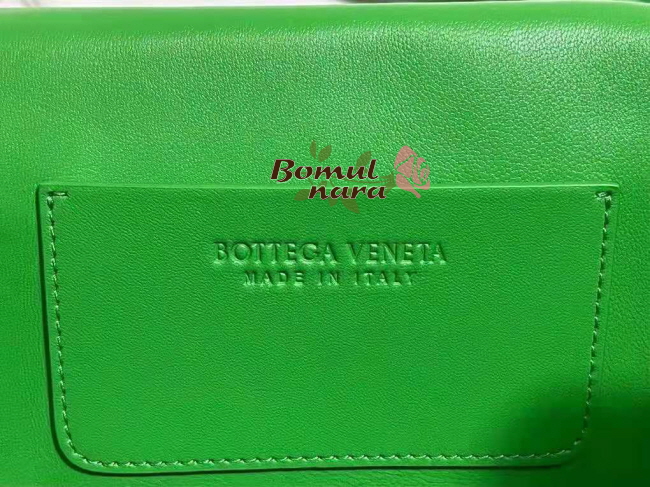 Bomul
nara
BOTTEGA VENETA
MADE IN ITALY